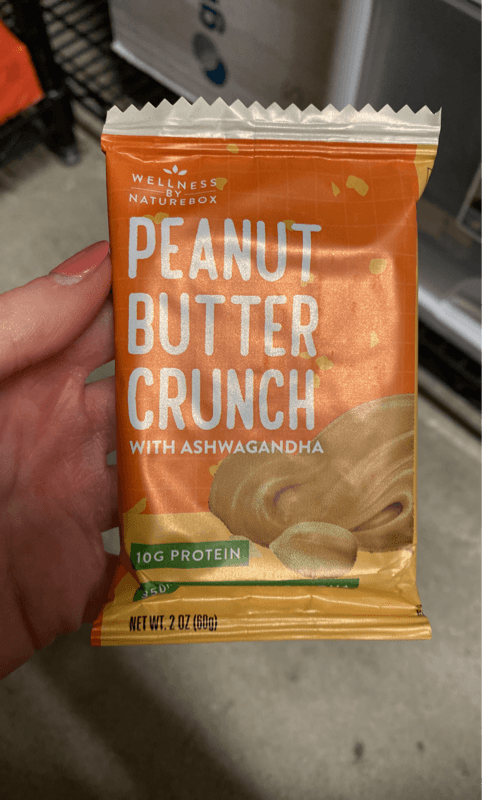 WELLNESS
BY
NATUREBOX
PEANUT
BUTTER
CRUNCH
WITH ASHWAGANDHA
10G PROTEIN
NET WT. 2 OZ (60g)